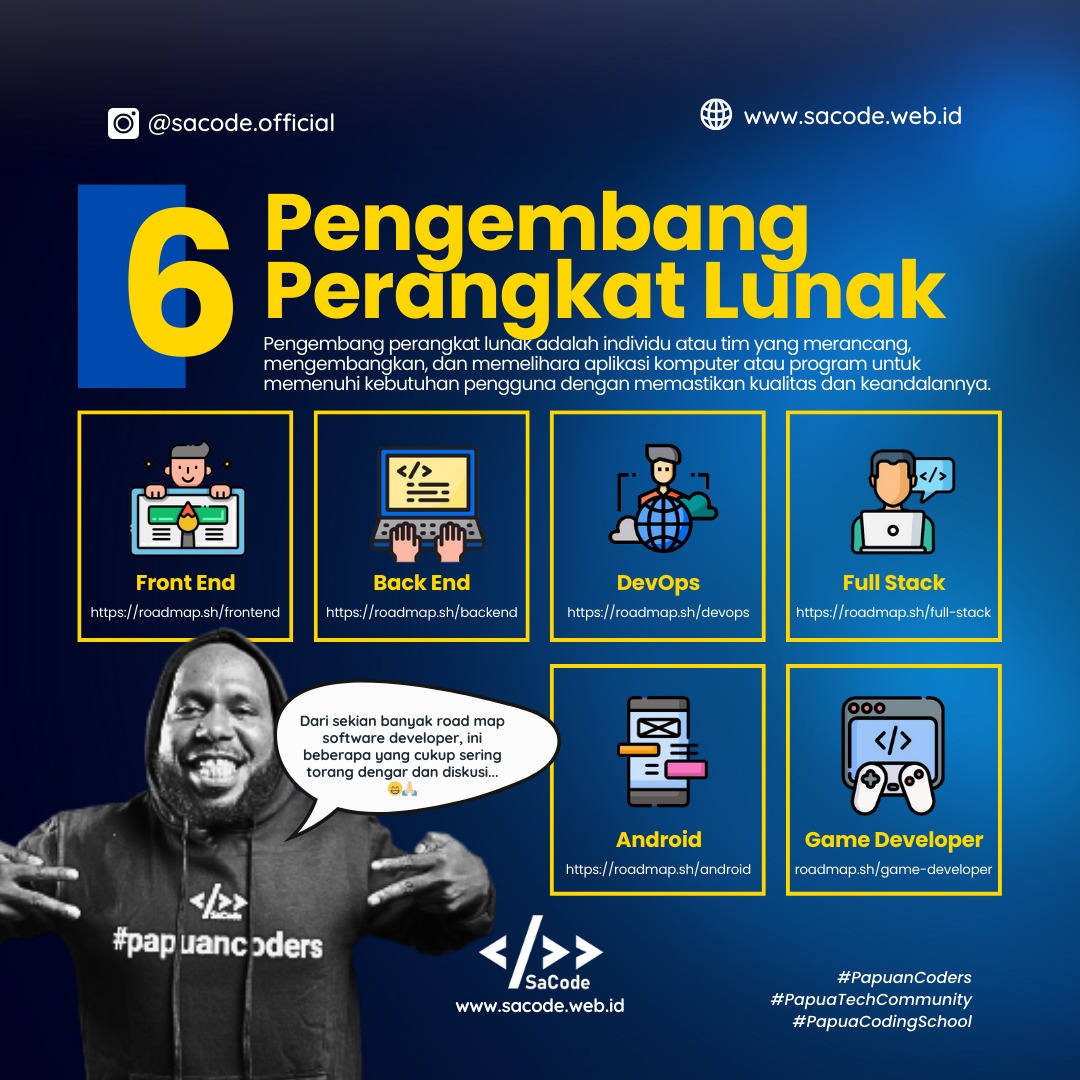 @sacode.official
www.sacode.web.id
6
Pengembang
Perangkat Lunak
Pengembang perangkat lunak adalah individu atau tim yang merancang,
mengembangkan, dan memelihara aplikasi komputer atau program untuk
memenuhi kebutuhan pengguna dengan memastikan kualitas dan keandalannya.
</>
Front End
https://roadmap.sh/frontend
Back End
https://roadmap.sh/backend
DevOps
https://roadmap.sh/devops
</>
Full Stack
https://roadmap.sh/full-stack
Dari sekian banyak road map
software developer, ini
beberapa yang cukup sering
torang dengar dan diskusi...
😄🙏🏻
</>
Android
https://roadmap.sh/android
Game Developer
roadmap.sh/game-developer
</>>
SaCode
#papuancoders
</>>
SaCode
www.sacode.web.id
#PapuanCoders
#PapuaTechCommunity
#PapuaCodingSchool